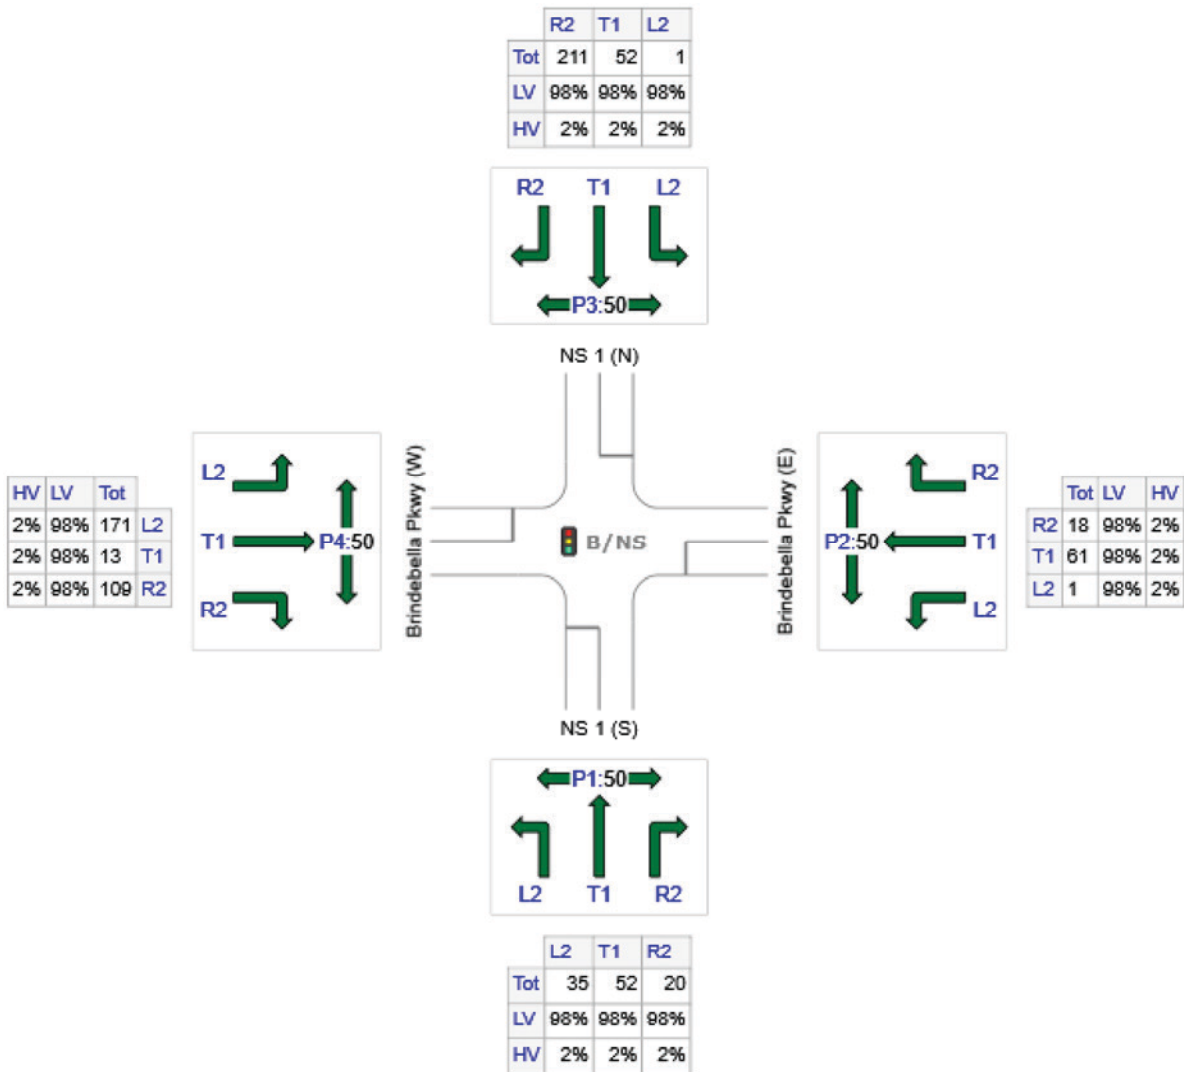 R2 T1 L2
Tot 211 52 1
LV 98% 98% 98%
HV 2% 2% 2%
R2 T1 L2
P3:50
NS 1 (N)
HV LV Tot
2% 98% 171 L2
2% 98% 13 T1
2% 98% 109 R2
L2
T1 P4:50
R2
Brindebella Pkwy (W)
B/NS
Brindebella Pkwy (E)
R2
P2:50 T1
L2
Tot LV HV
R2 18 98% 2%
T1 61 98% 2%
L2 1 98% 2%
NS 1 (S)
P1:50
L2 T1 R2
L2 T1 R2
Tot 35 52 20
LV 98% 98% 98%
HV 2% 2% 2%